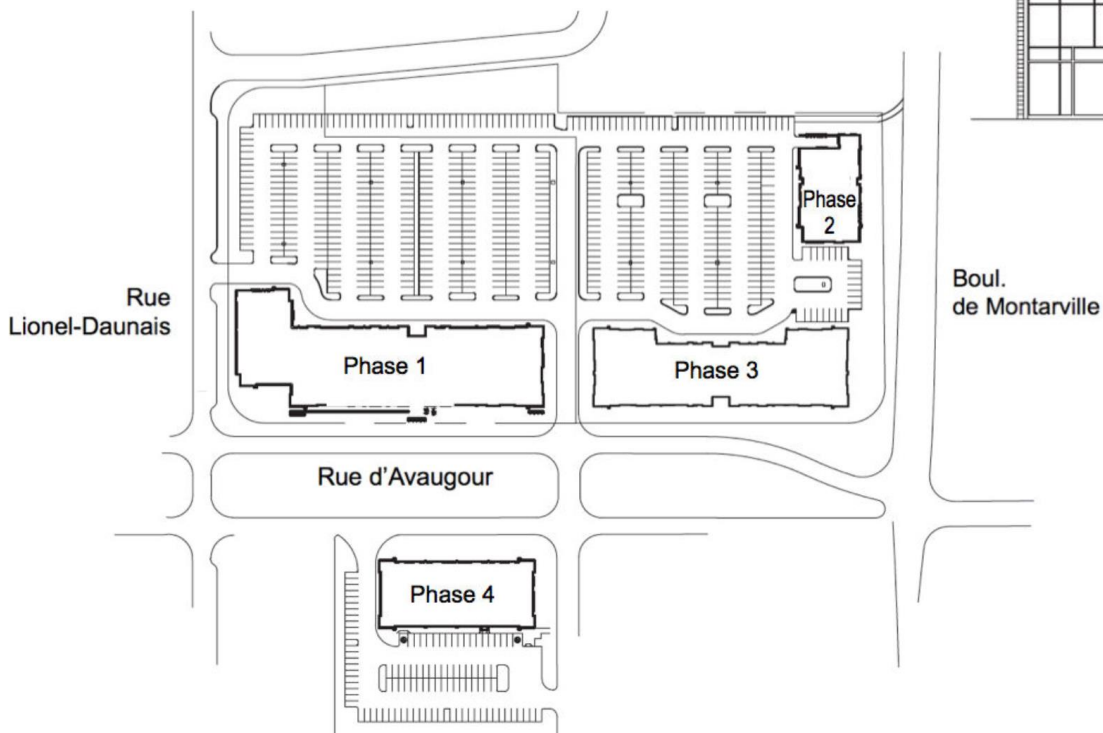 Phase
2
Rue
Lionel-Daunais
Boul.
de Montarville
Phase 1
Phase 3
Rue d'Avaugour
Phase 4